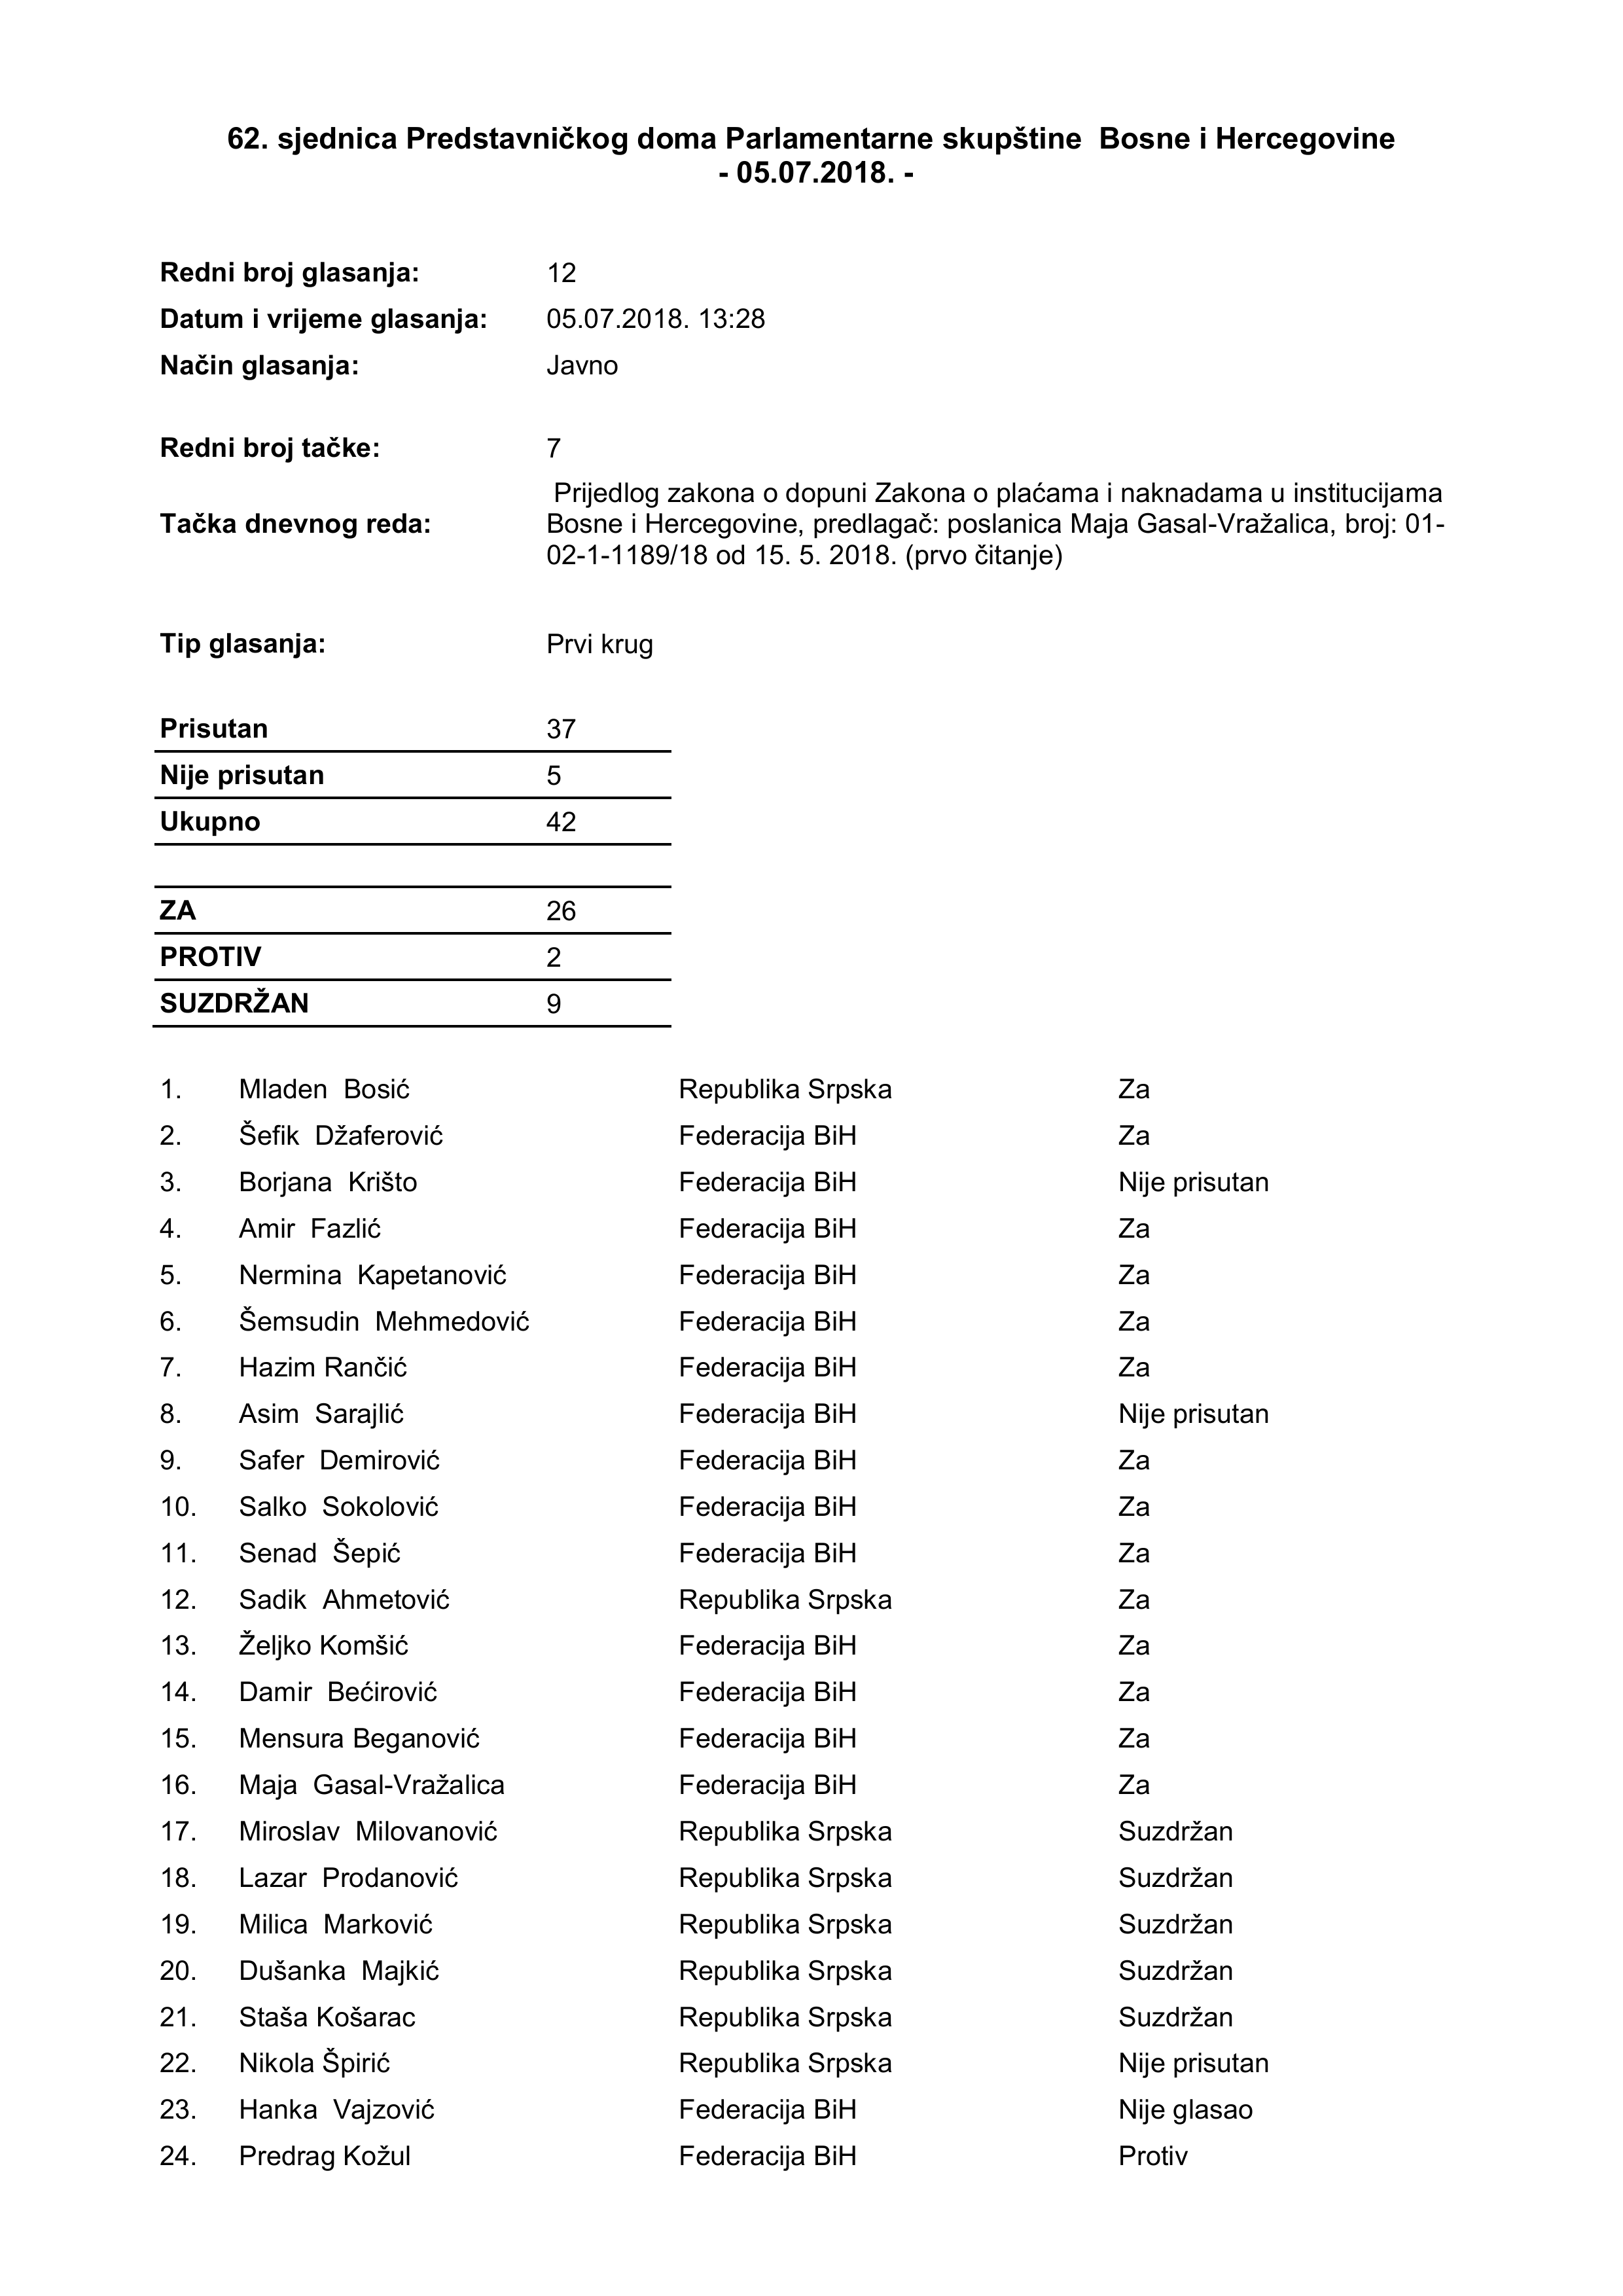 62. sjednica Predstavničkog doma Parlamentarne skupštine  Bosne i Hercegovine
- 05.07.2018. -
Redni broj glasanja: 12
Datum i vrijeme glasanja: 05.07.2018. 13:28
Način glasanja: Javno
Redni broj tačke: 7
Prijedlog zakona o dopuni Zakona o plaćama i naknadama u institucijama
Tačka dnevnog reda: Bosne i Hercegovine, predlagač: poslanica Maja Gasal-Vražalica, broj: 01-
02-1-1189/18 od 15. 5. 2018. (prvo čitanje)
Tip glasanja: Prvi krug
Prisutan 37
Nije prisutan 5
Ukupno 42
ZA 26
PROTIV 2
SUZDRŽAN 9
1. Mladen  Bosić Republika Srpska Za
2. Šefik  Džaferović Federacija BiH Za
3. Borjana  Krišto Federacija BiH Nije prisutan
4. Amir  Fazlić Federacija BiH Za
5. Nermina  Kapetanović Federacija BiH Za
6. Šemsudin  Mehmedović Federacija BiH Za
7. Hazim Rančić Federacija BiH Za
8. Asim  Sarajlić Federacija BiH Nije prisutan
9. Safer  Demirović Federacija BiH Za
10. Salko  Sokolović Federacija BiH Za
11. Senad  Šepić Federacija BiH Za
12. Sadik  Ahmetović Republika Srpska Za
13. Željko Komšić Federacija BiH Za
14. Damir  Bećirović Federacija BiH Za
15. Mensura Beganović Federacija BiH Za
16. Maja  Gasal-Vražalica Federacija BiH Za
17. Miroslav  Milovanović Republika Srpska Suzdržan
18. Lazar  Prodanović Republika Srpska Suzdržan
19. Milica  Marković Republika Srpska Suzdržan
20. Dušanka  Majkić Republika Srpska Suzdržan
21. Staša Košarac Republika Srpska Suzdržan
22. Nikola Špirić Republika Srpska Nije prisutan
23. Hanka  Vajzović Federacija BiH Nije glasao
24. Predrag Kožul Federacija BiH Protiv